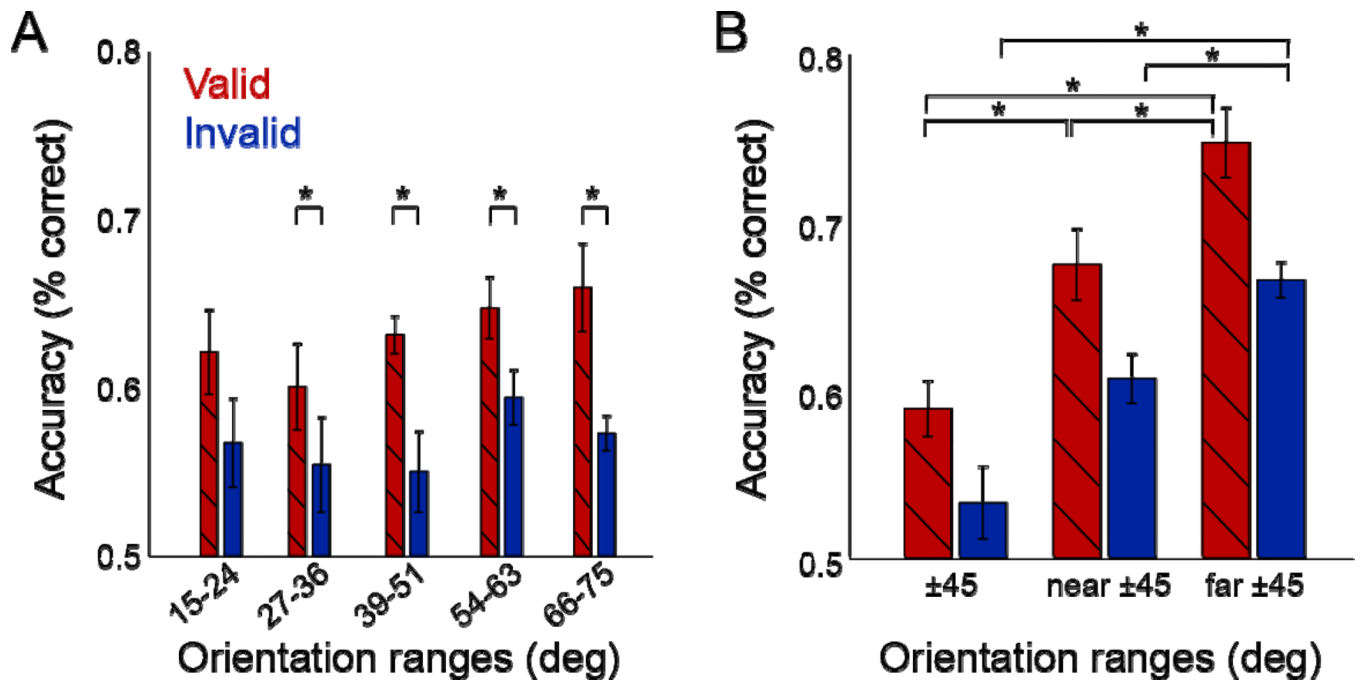 A
Accuracy (% correct)
0.8
0.7
0.6
0.5
Valid
Invalid
*
*
*
*
15-24
27-36
39-51
54-63
66-75
Orientation ranges (deg)
B
Accuracy (% correct)
0.8
0.7
0.6
0.5
*
*
*
*
*
±45
near ±45
far ±45
Orientation ranges (deg)